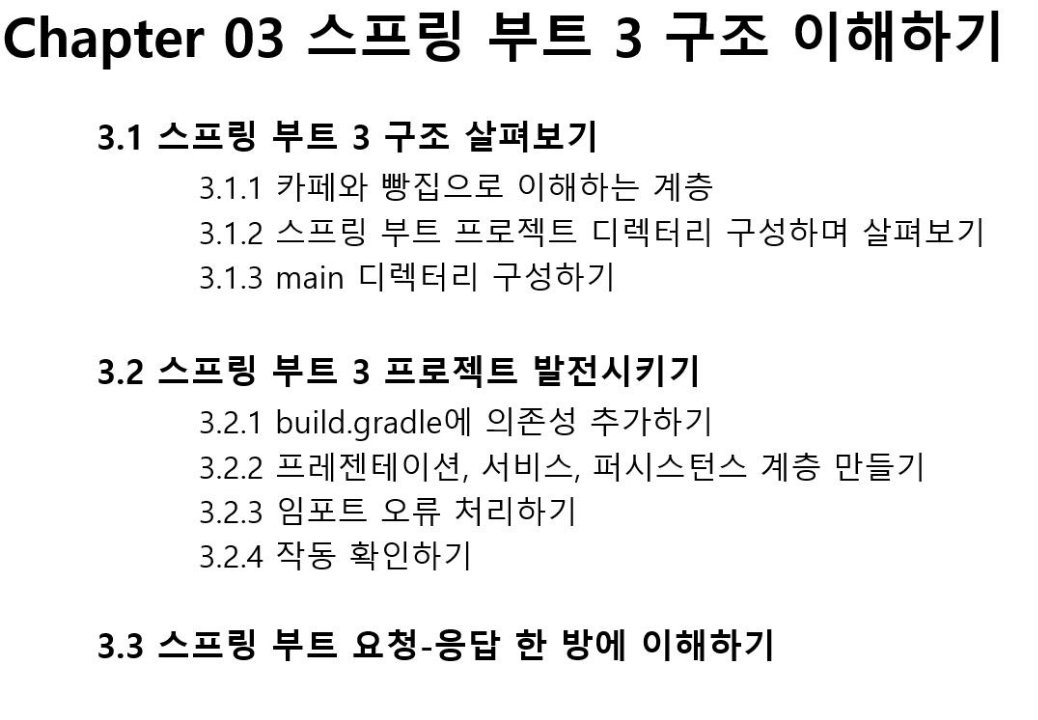 Chapter 03 스프링 부트 3 구조 이해하기
3.1 스프링 부트 3 구조 살펴보기
3.1.1 카페와 빵집으로 이해하는 계층
3.1.2 스프링 부트 프로젝트 디렉터리 구성하며 살펴보기
3.1.3 main 디렉터리 구성하기
3.2 스프링 부트 3 프로젝트 발전시키기
3.2.1 build.gradle에 의존성 추가하기
3.2.2 프레젠테이션, 서비스, 퍼시스턴스 계층 만들기
3.2.3 임포트 오류 처리하기
3.2.4 작동 확인하기
3.3 스프링 부트 요청-응답 한 방에 이해하기